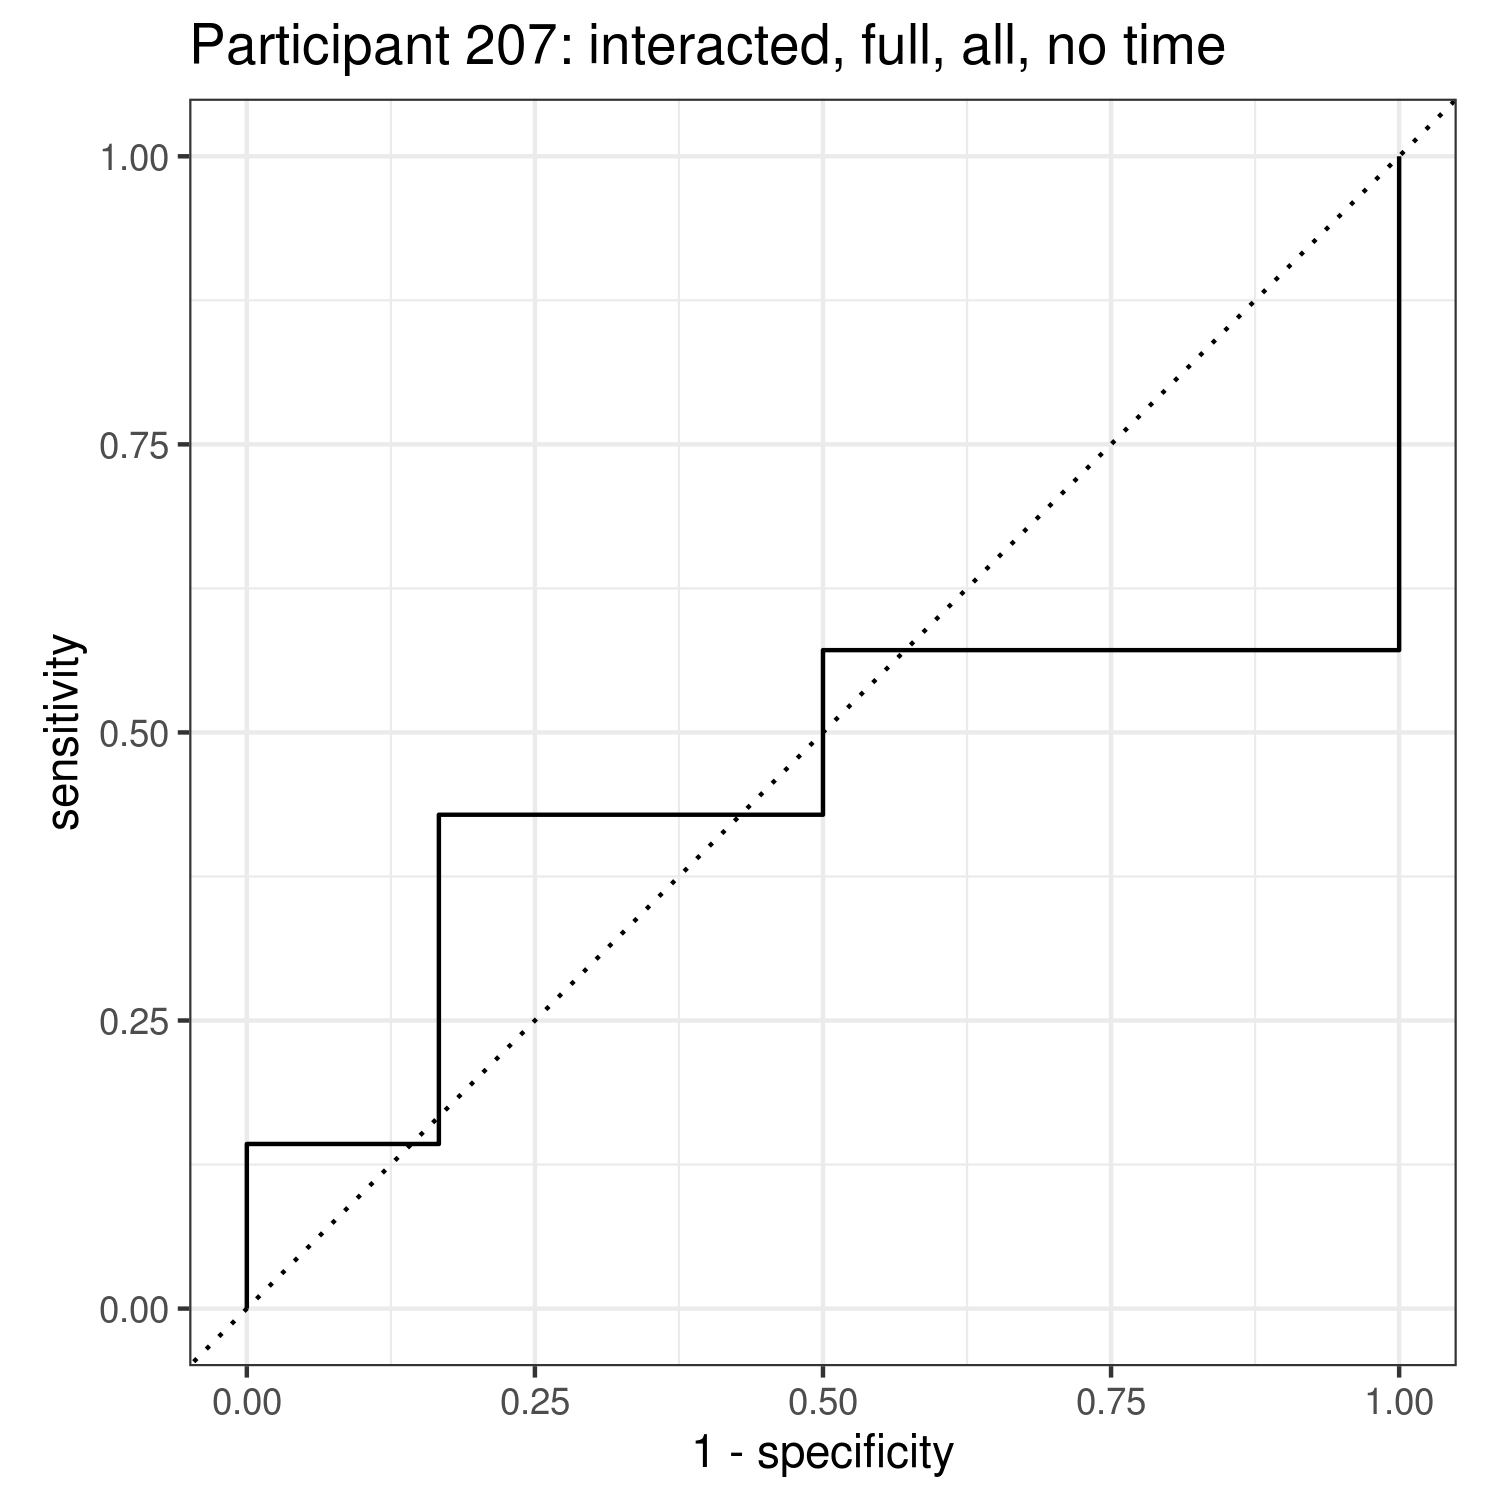 Participant 207: interacted, full, all, no time
1.00
0.75
0.50
0.25
0.00
sensitivity
0.00 0.25 0.50 0.75 1.00
1 - specificity